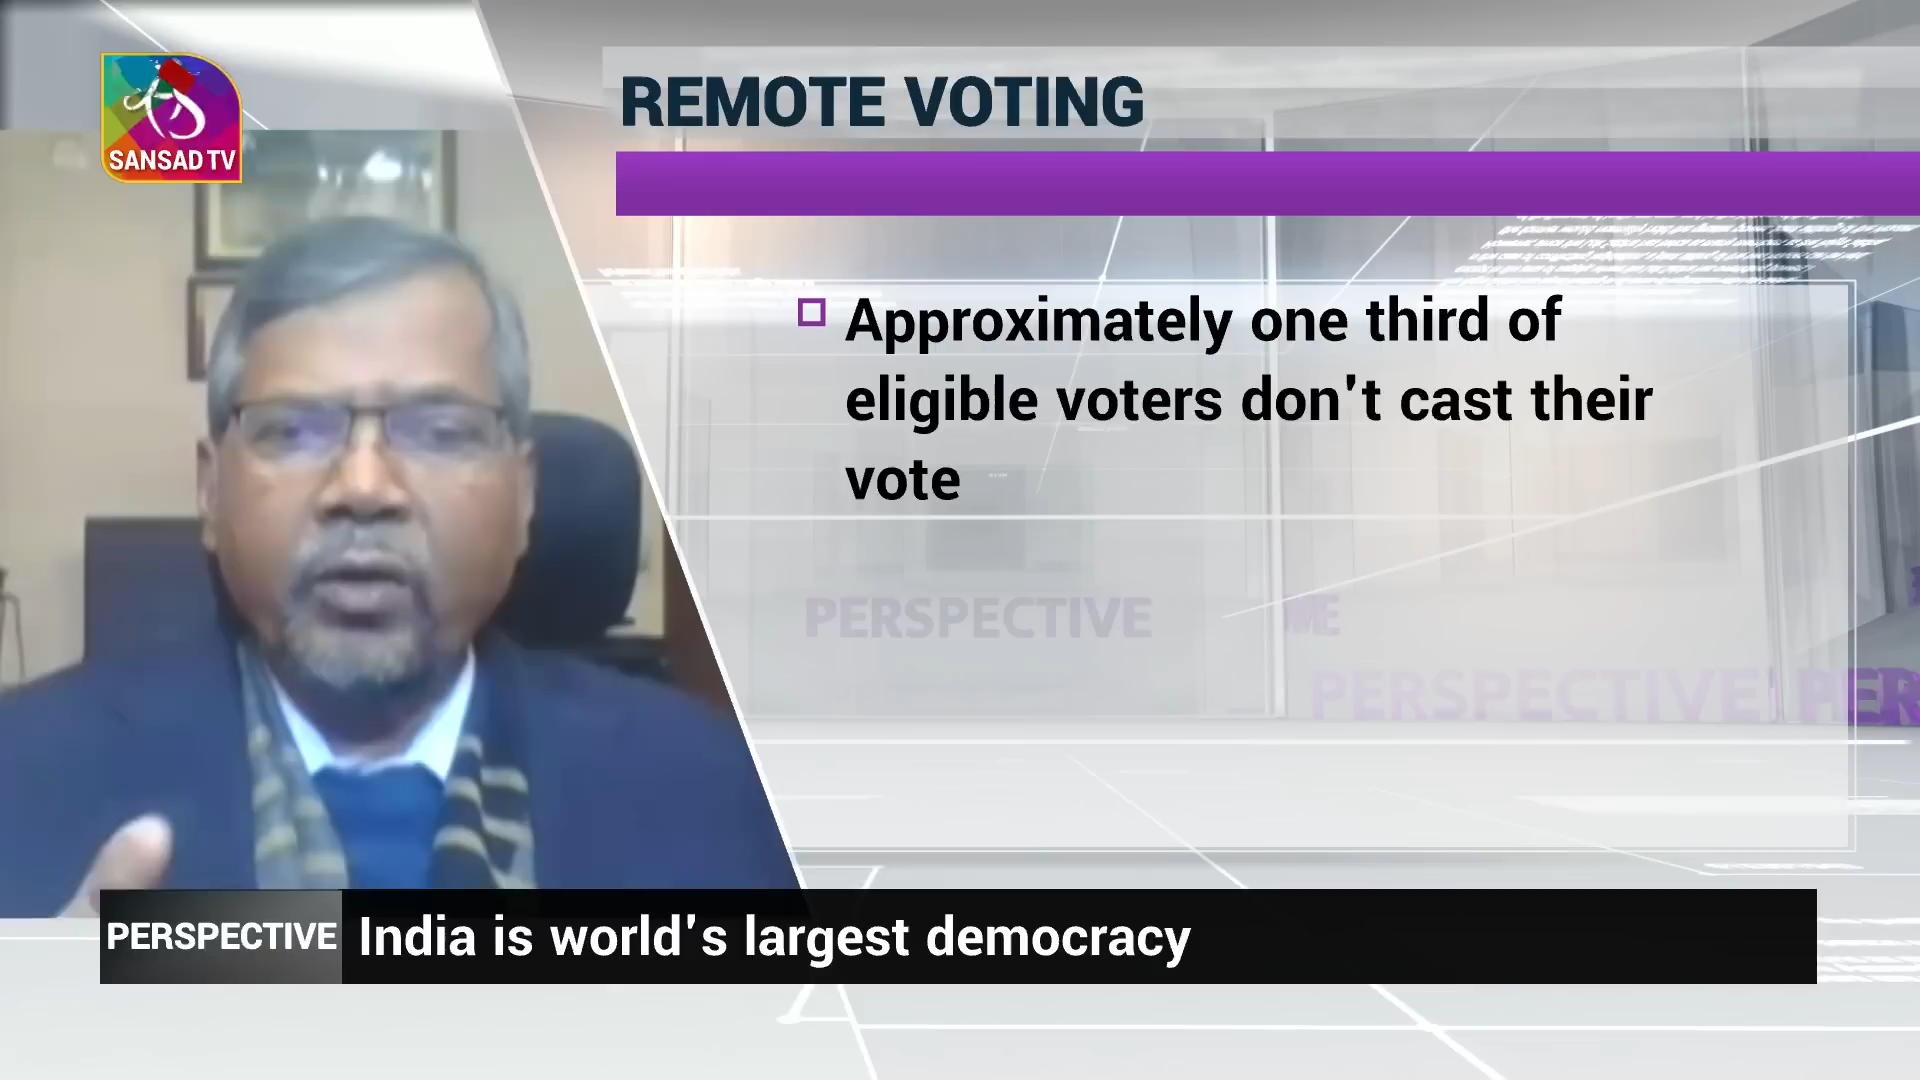 SANSAD TV
REMOTE VOTING
Approximately one third of
eligible voters don't cast their
vote
PERSPECTIVE
PERSPECTIVE
PERSPECTIVE India is world's largest democracy